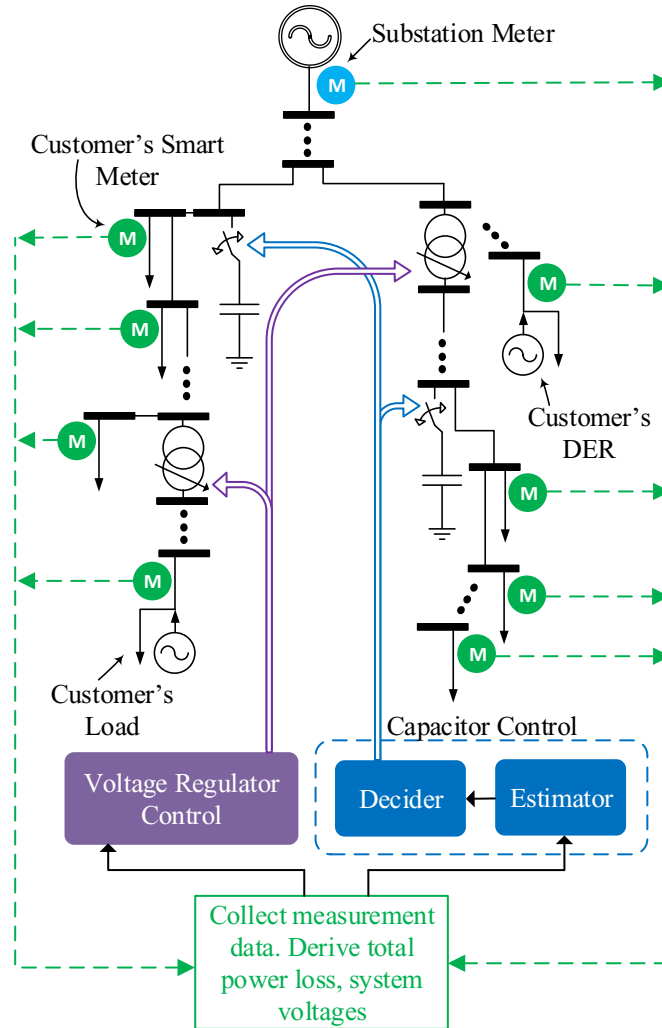 Substation Meter
M
Customer's Smart
Meter
M
M
M
M
M
Customer's
DER
M
M
M
M
Customer's
Load
Capacitor Control
Voltage Regulator
Control
Decider
Estimator
Collect measurement
data. Derive total
power loss, system
voltages